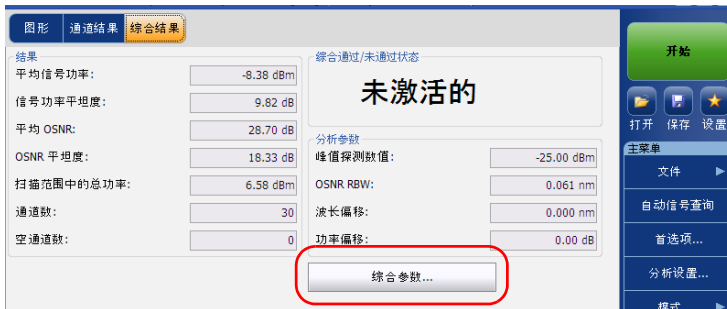 图形 通道结果 综合结果
结果
平均信号功率: -8.38 dBm
信号功率平坦度: 9.82 dB
平均 OSNR: 28.70 dB
OSNR 平坦度: 18.33 dB
扫描范围中的总功率: 6.58 dBm
通道数: 30
空通道数: 0
综合通过/未通过状态
未激活的
分析参数
峰值探测数值: -25.00 dBm
OSNR RBW: 0.061 nm
波长偏移: 0.000 nm
功率偏移: 0.00 dB
综合参数...
开始
打开 保存 设置
主菜单
文件
自动信号查询
首选项...
分析设置...
模式